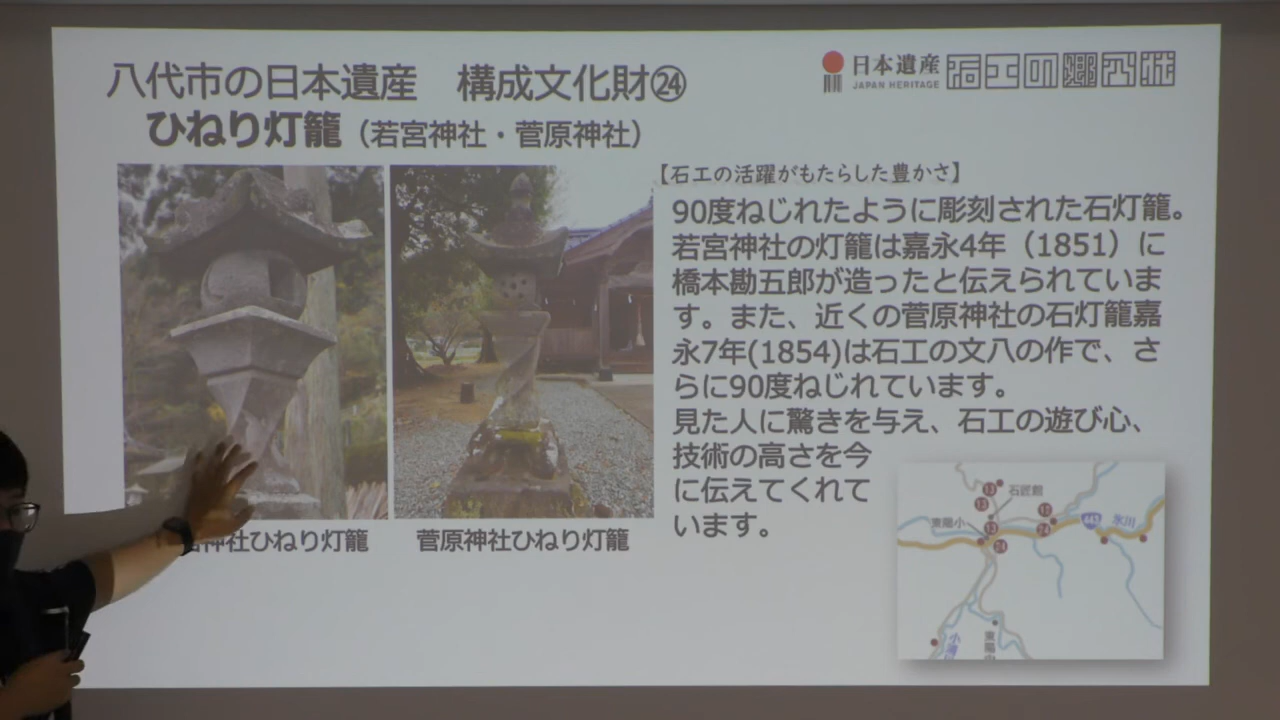 八代市の日本遺産　構成文化財㉔
ひねり灯籠（若宮神社・菅原神社）
日本遺産
JAPAN HERITAGE
石工の郷八代
【石工の活躍がもたらした豊かさ】
90度ねじれたように彫刻された石灯籠。
若宮神社の灯籠は嘉永4年（1851）に
橋本勘五郎が造ったと伝えられていま
す。また、近くの菅原神社の石灯籠嘉
永7年(1854)は石工の文八の作で、さ
らに90度ねじれています。
見た人に驚きを与え、石工の遊び心、
技術の高さを今
に伝えてくれて
います。
神社ひねり灯籠
菅原神社ひねり灯籠
石匠館
東陽小
443
氷川
24
東陽